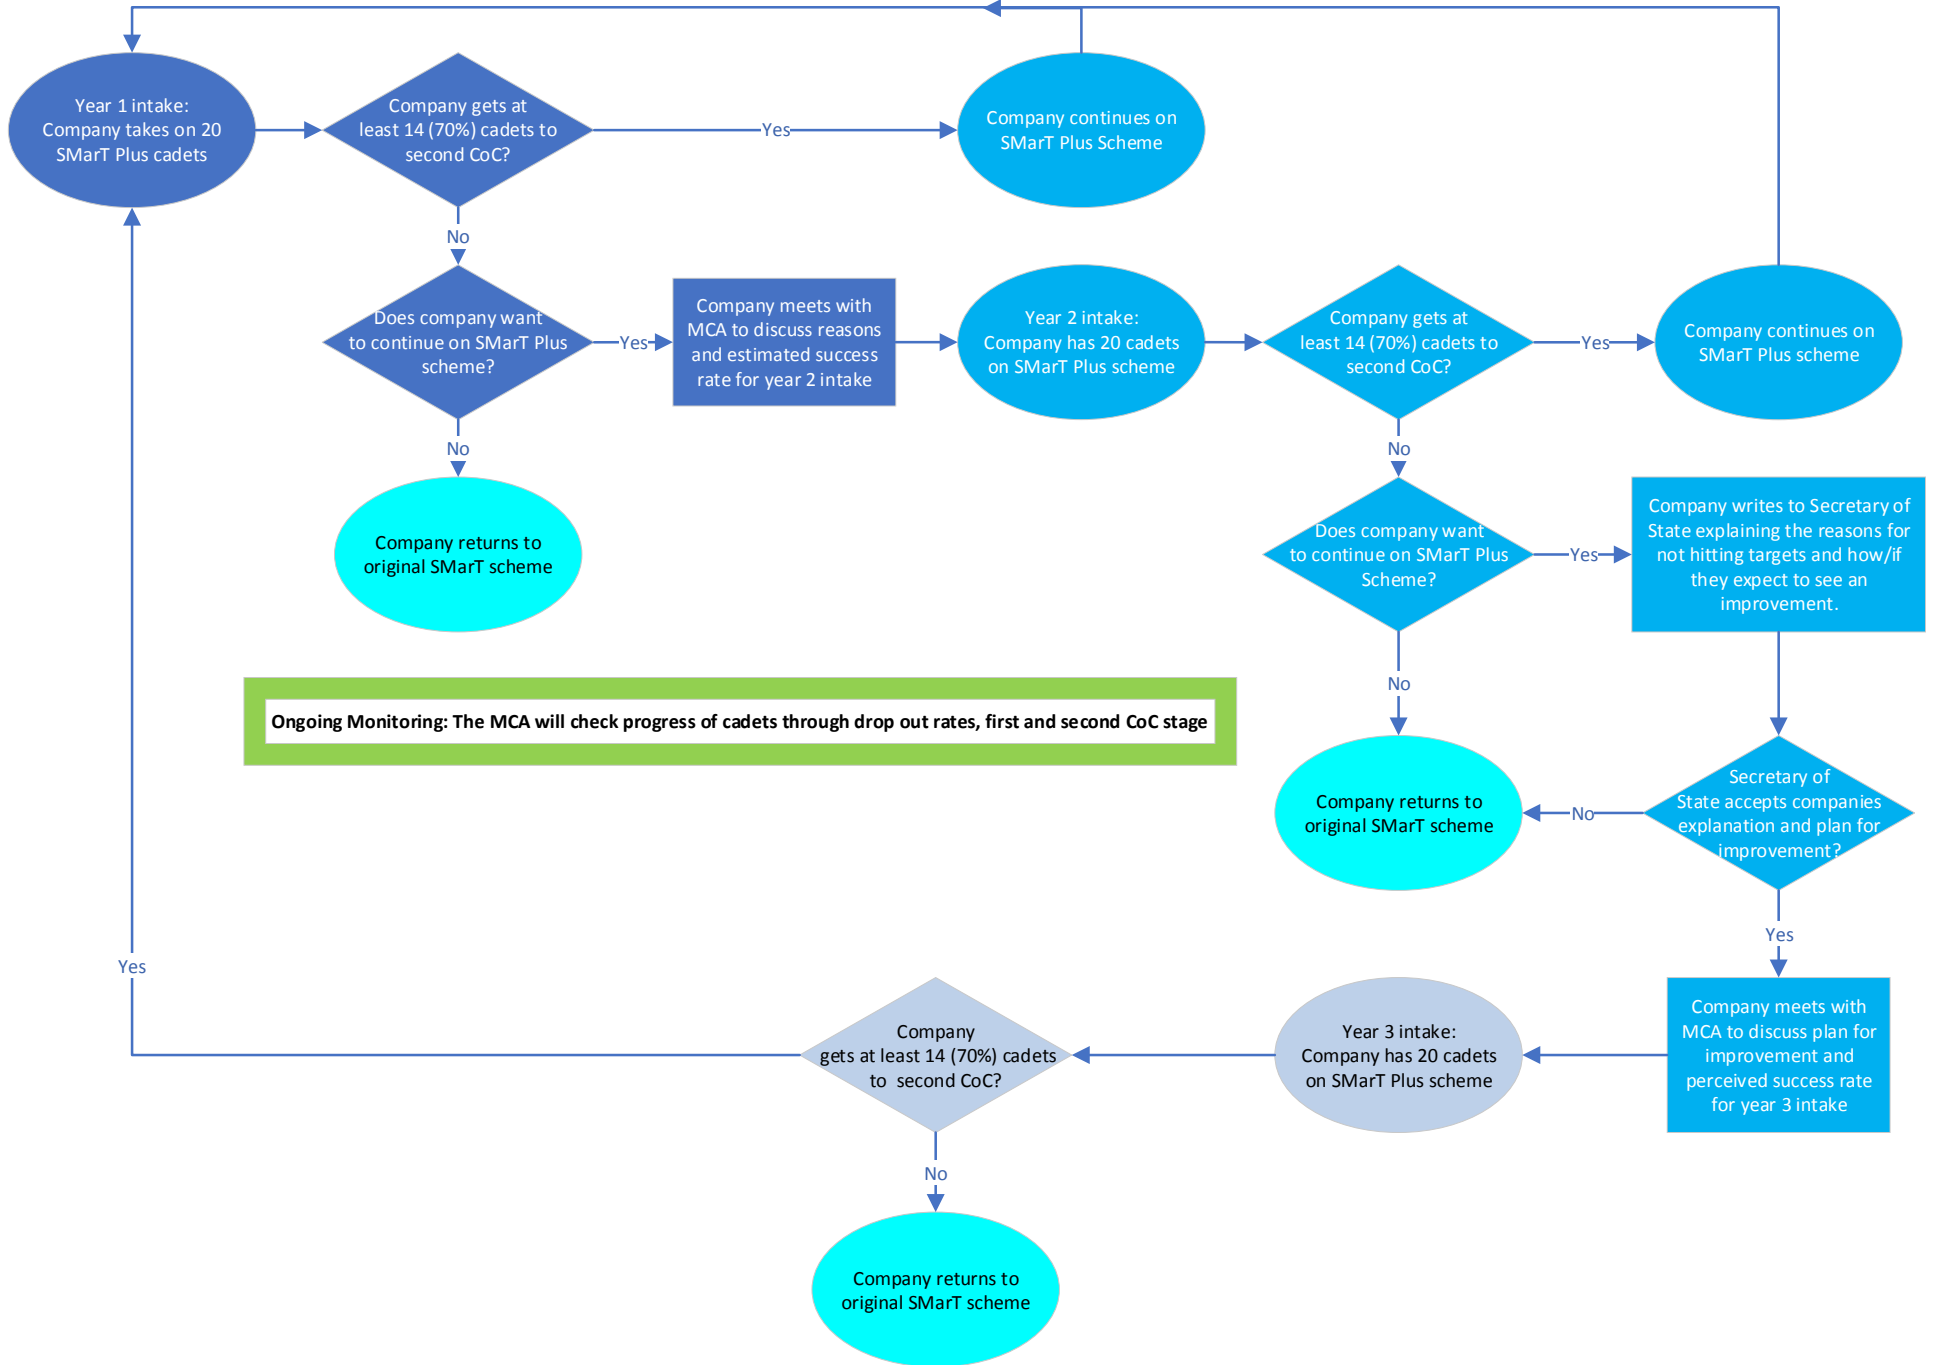 Year 1 intake:
Company takes on 20
SMarT Plus cadets
Company gets at
least 14 (70%) cadets to
second CoC?
Yes
Company continues on
SMarT Plus Scheme
No
Does company want
to continue on SMarT Plus
scheme?
Yes
Company meets with
MCA to discuss reasons
and estimated success
rate for year 2 intake
Year 2 intake:
Company has 20 cadets
on SMarT Plus scheme
Company gets at
least 14 (70%) cadets to
second CoC?
Yes
Company continues on
SMarT Plus scheme
No
Company returns to
original SMarT scheme
No
Does company want
to continue on SMarT Plus
Scheme?
Yes
Company writes to Secretary of
State explaining the reasons for
not hitting targets and how/if
they expect to see an
improvement.
No
Ongoing Monitoring: The MCA will check progress of cadets through drop out rates, first and second CoC stage
Company returns to
original SMarT scheme
No
Secretary of
State accepts companies
explanation and plan for
improvement?
Yes
Company meets with
MCA to discuss plan for
improvement and
perceived success rate
for year 3 intake
Year 3 intake:
Company has 20 cadets
on SMarT Plus scheme
Company
gets at least 14 (70%) cadets
to second CoC?
Yes
No
Company returns to
original SMarT scheme